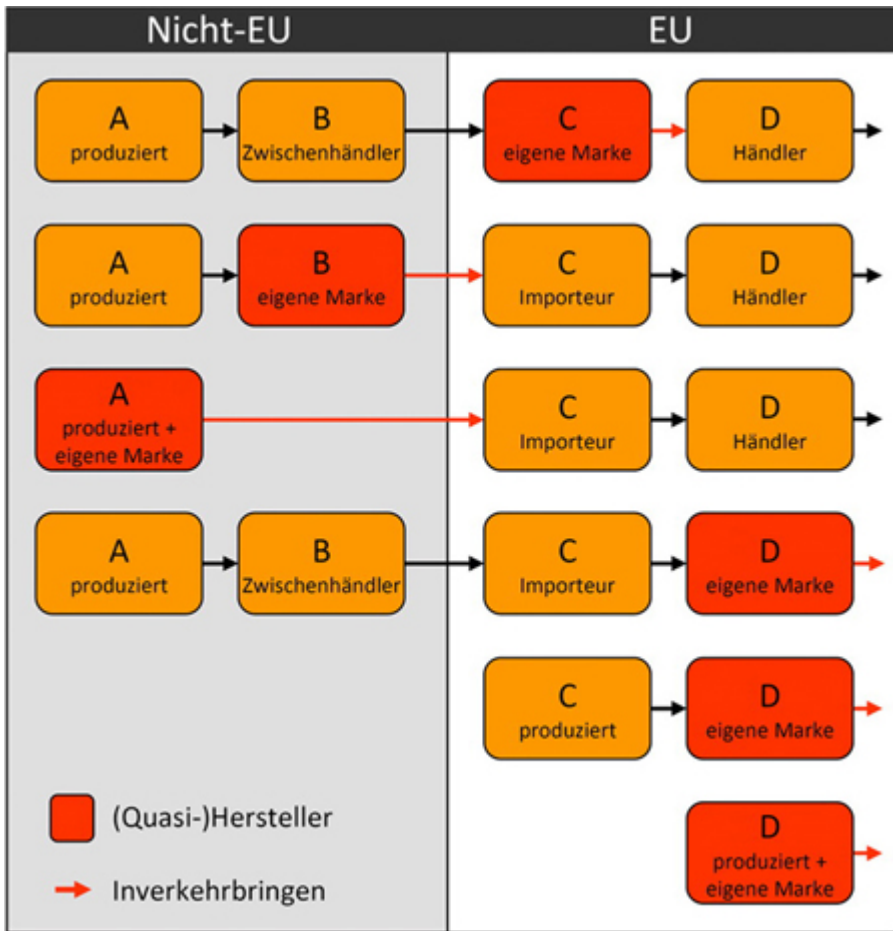 Nicht-EU
EU
A
produziert
B
Zwischenhändler
C
eigene Marke
D
Händler
A
produziert
B
eigene Marke
C
Importeur
D
Händler
A
produziert +
eigene Marke
C
Importeur
D
Händler
A
produziert
B
Zwischenhändler
C
Importeur
D
eigene Marke
C
produziert
D
eigene Marke
(Quasi-)Hersteller
D
produziert +
eigene Marke
Inverkehrbringen